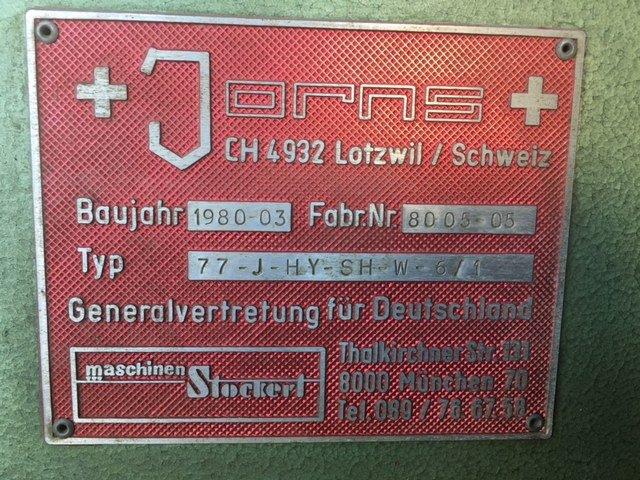 Jorns
CH 4932 Lotzwil / Schweiz
Baujahr 1980-03 Fabr.Nr. 8005-05
Typ 77-J-HY-SH-W-6/1
Generalvertretung für Deutschland
maschinen Stockert
Thalkirchner Str. 131
8000 München 70
Tel. 089 / 76 67 58